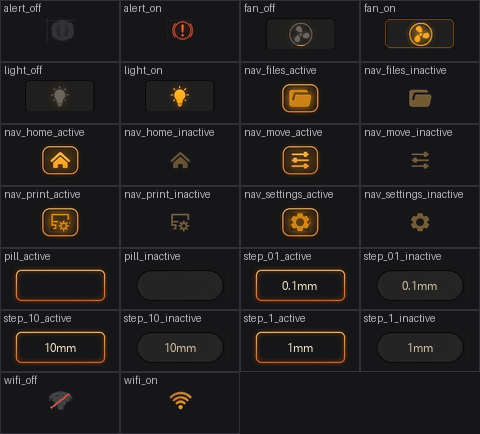 alert_off alert_on fan_off fan_on
light_off light_on nav_files_active nav_files_inactive
nav_home_active nav_home_inactive nav_move_active nav_move_inactive
nav_print_active nav_print_inactive nav_settings_active nav_settings_inactive
pill_active pill_inactive step_01_active step_01_inactive
0.1mm 0.1mm
step_10_active step_10_inactive step_1_active step_1_inactive
10mm 10mm 1mm 1mm
wifi_off wifi_on